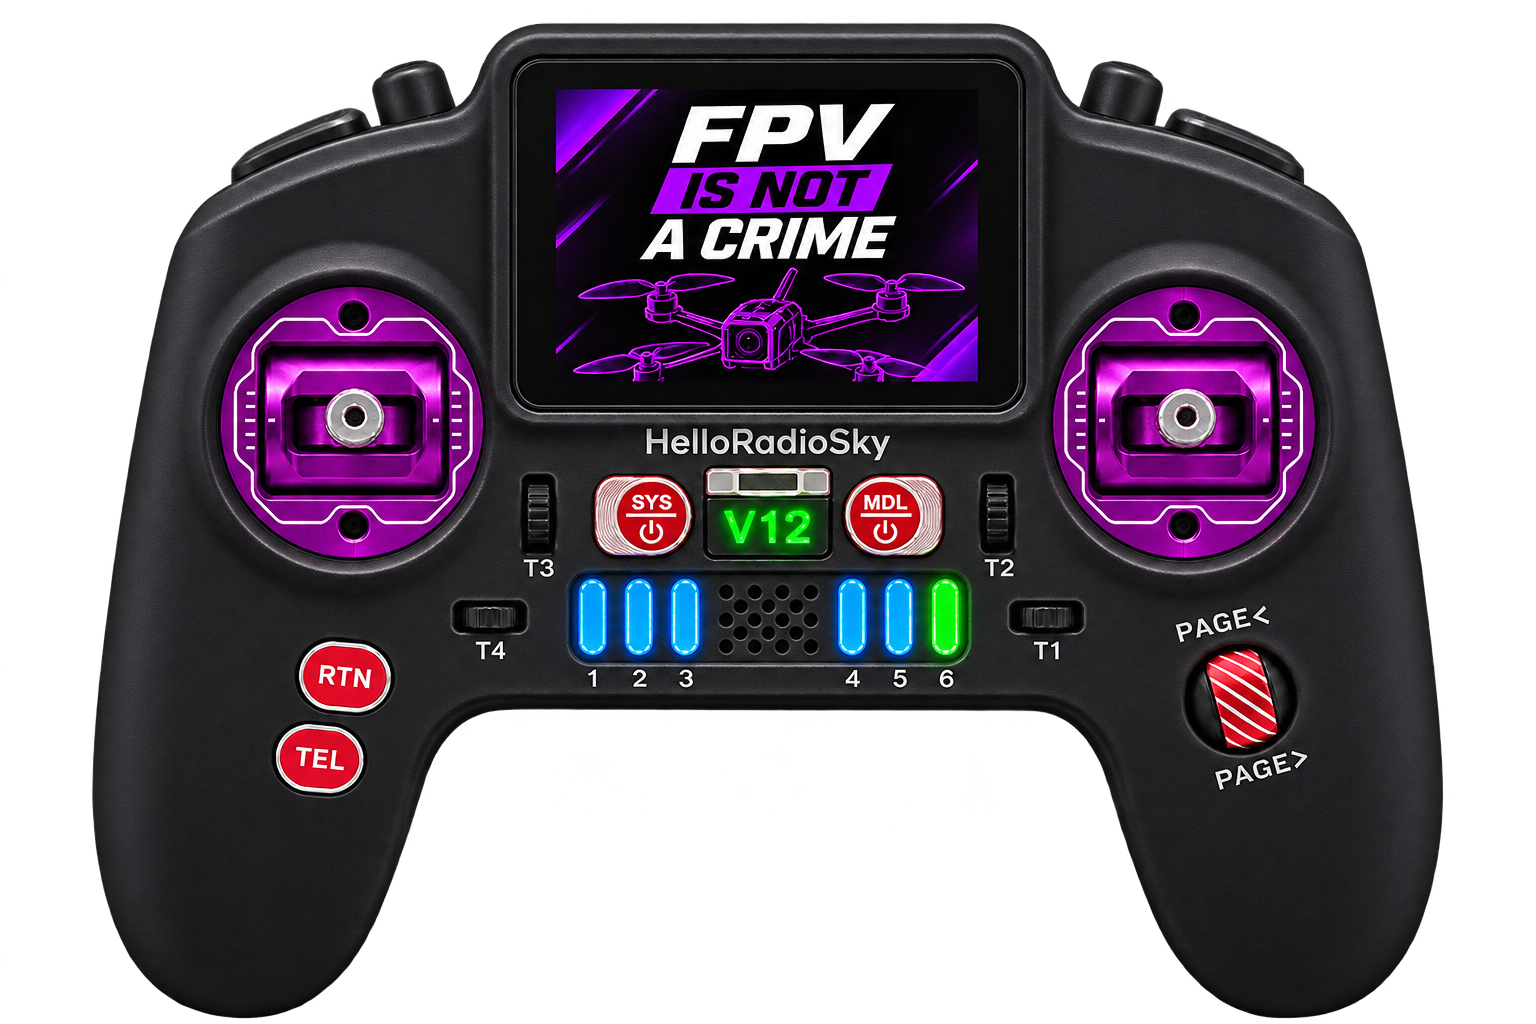 FPV
IS NOT
A CRIME
HelloRadioSky
SYS
V12
MDL
T3
T2
T4
T1
1 2 3 4 5 6
RTN
TEL
PAGE<
PAGE>